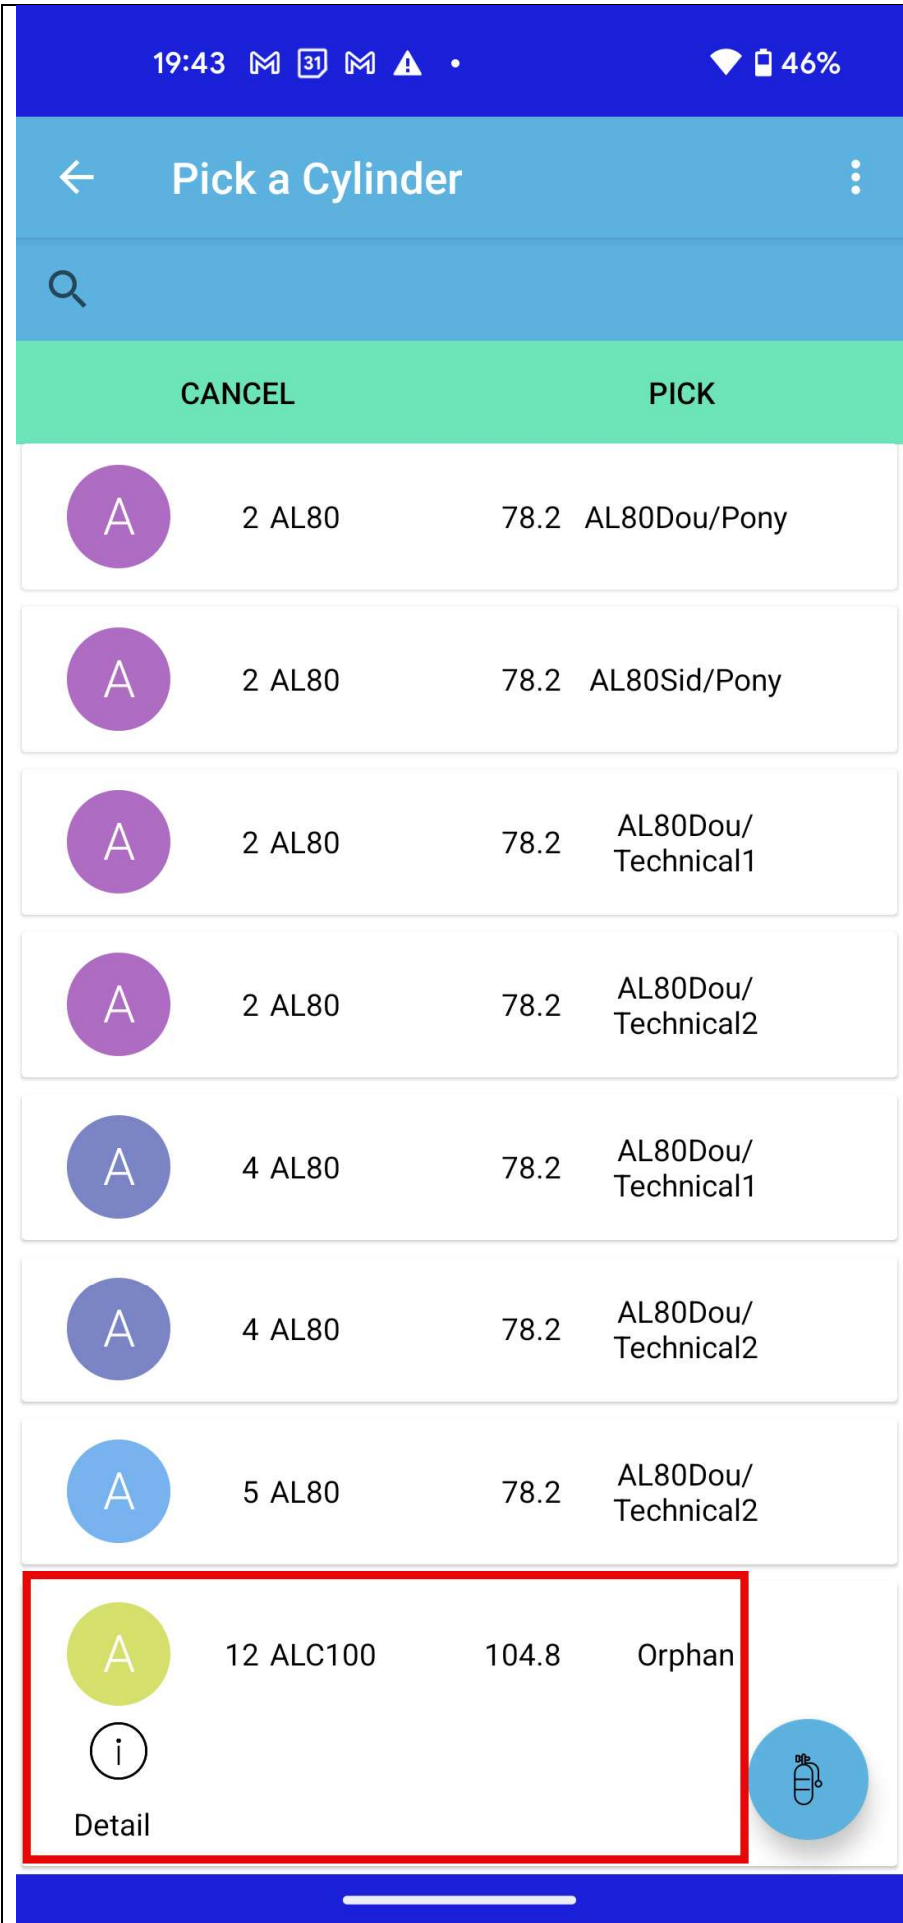 19:43 31 46%
Pick a Cylinder
CANCEL PICK
A 2 AL80 78.2 AL80Dou/Pony
A 2 AL80 78.2 AL80Sid/Pony
A 2 AL80 78.2 AL80Dou/
Technical1
A 2 AL80 78.2 AL80Dou/
Technical2
A 4 AL80 78.2 AL80Dou/
Technical1
A 4 AL80 78.2 AL80Dou/
Technical2
A 5 AL80 78.2 AL80Dou/
Technical2
A 12 ALC100 104.8 Orphan
Detail